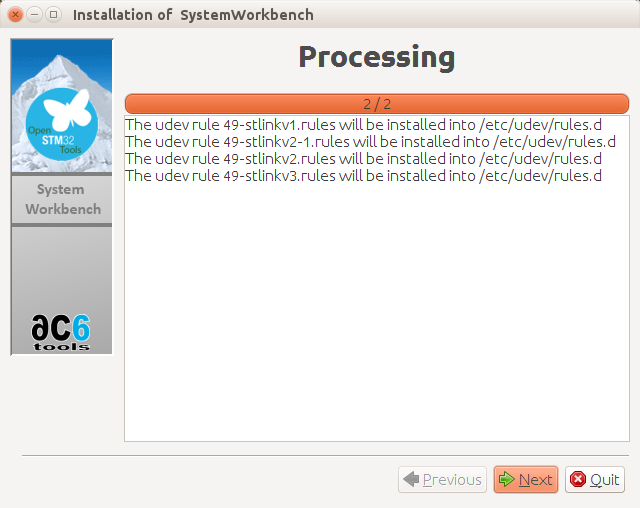 Installation of SystemWorkbench
Processing
2 / 2
Open
STM32
Tools
System
Workbench
ac6
tools
The udev rule 49-stlinkv1.rules will be installed into /etc/udev/rules.d
The udev rule 49-stlinkv2-1.rules will be installed into /etc/udev/rules.d
The udev rule 49-stlinkv2.rules will be installed into /etc/udev/rules.d
The udev rule 49-stlinkv3.rules will be installed into /etc/udev/rules.d
Previous
Next
Quit